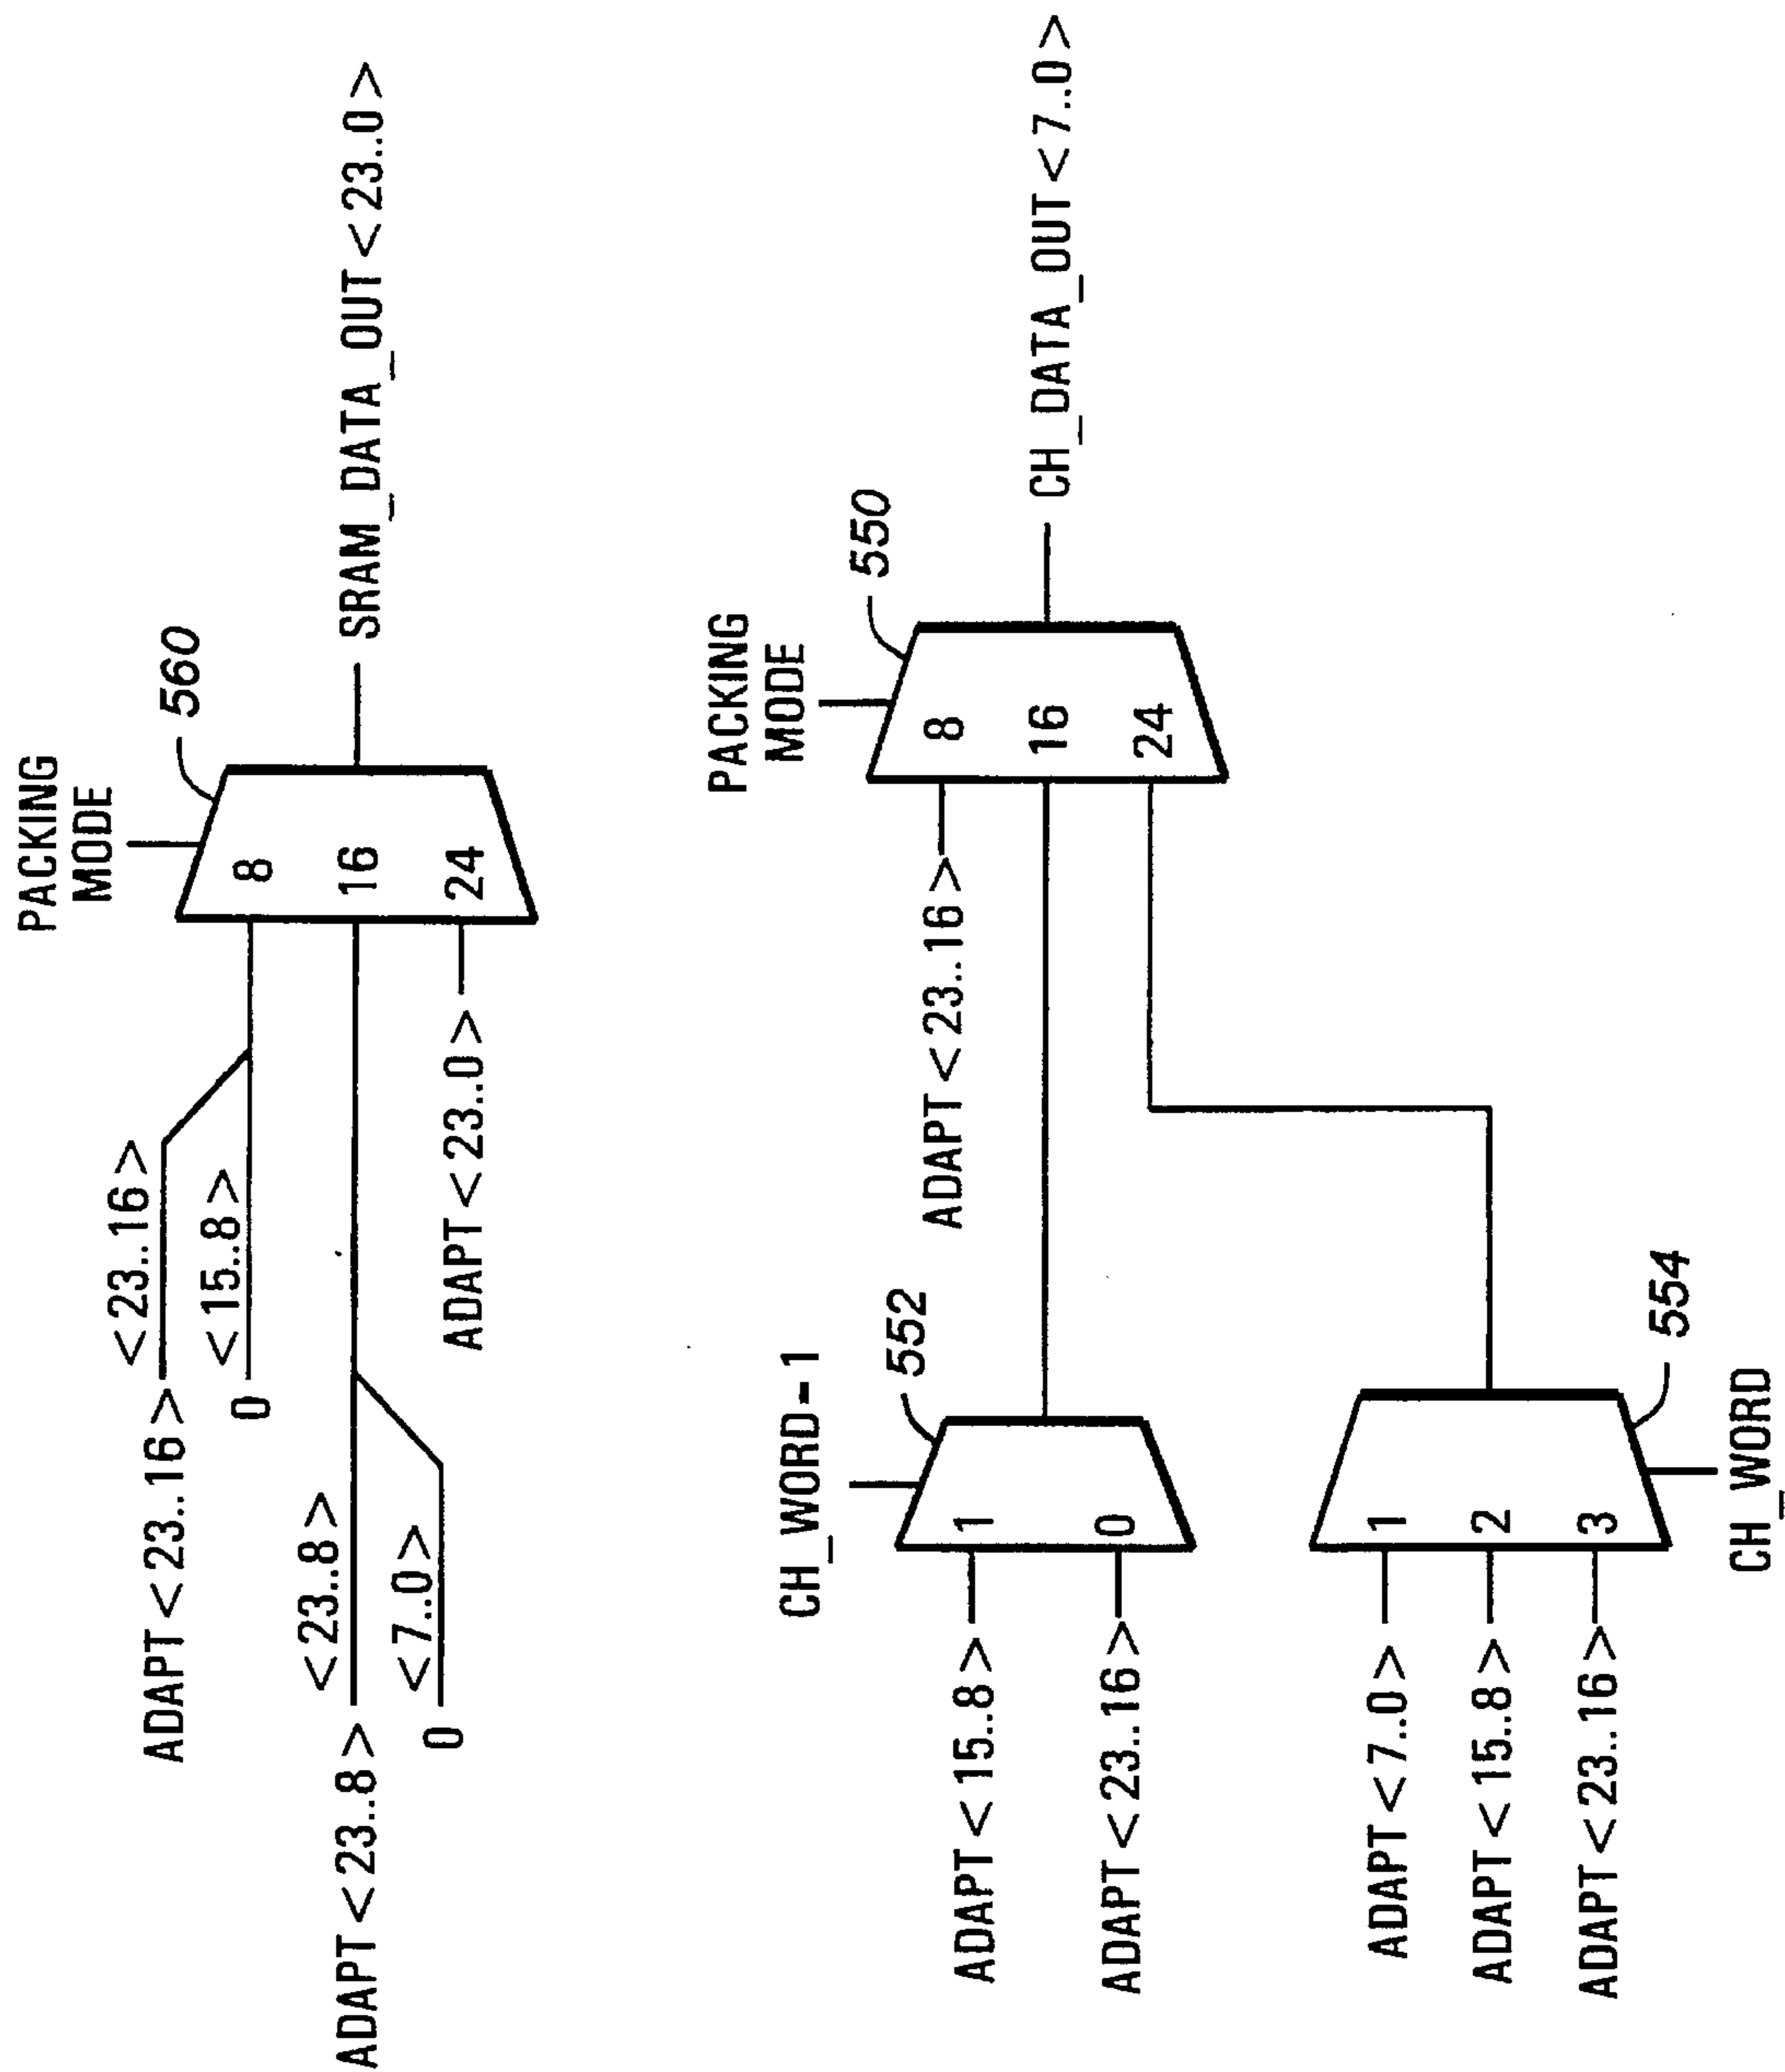 PACKING
MODE
560
<23..16>
ADAPT<23..16>
<15..8>
0
8
<23..8>
ADAPT<23..8>
16
SRAM_DATA_OUT<23..0>
<7..0>
0
ADAPT<23..0>
24
PACKING
MODE
550
ADAPT<23..16>
8
16
CH_DATA_OUT<7..0>
24
CH_WORD-1
552
ADAPT<15..8>
1
ADAPT<23..16>
0
554
ADAPT<7..0>
1
ADAPT<15..8>
2
ADAPT<23..16>
3
CH_WORD